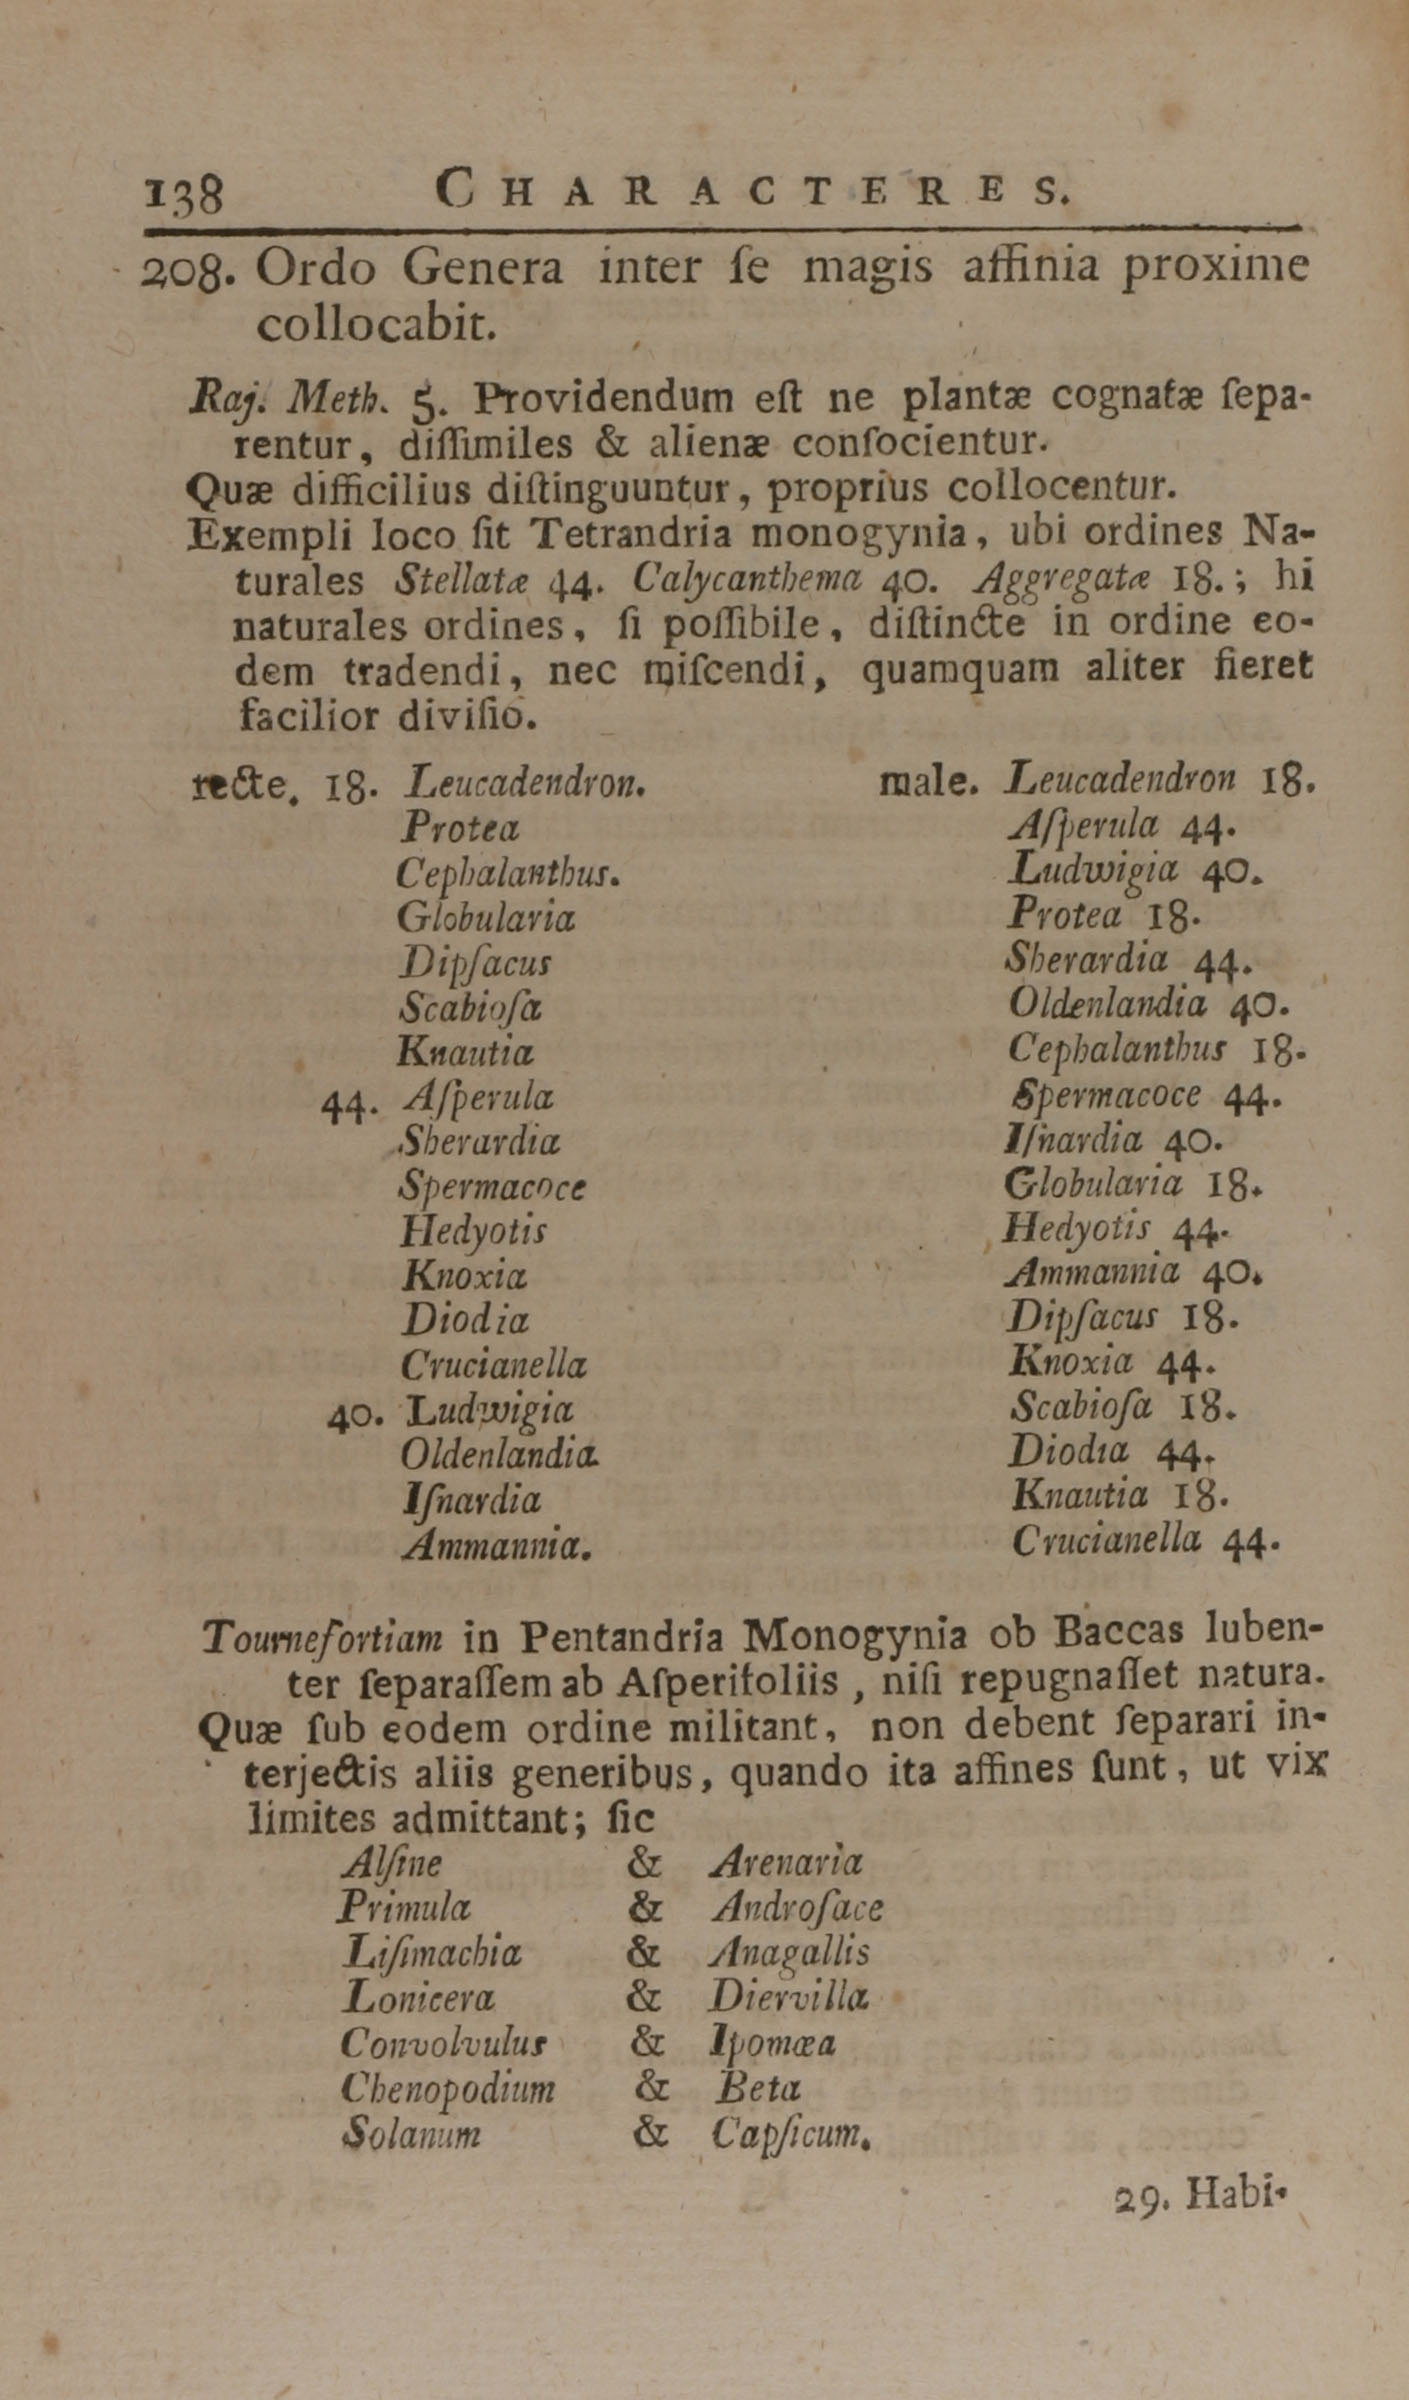 138 CHARACTERES.
208. Ordo Genera inter ſe magis affinia proxime
collocabit.
Raj. Meth. 5. Providendum eſt ne plantæ cognatæ ſepa-
rentur, diſſimiles & alienæ conſocientur.
Quæ difficilius diſtinguuntur, proprius collocentur.
Exempli loco ſit Tetrandria monogynia, ubi ordines Na-
turales Stellatæ 44. Calycanthema 40. Aggregatæ 18.; hi
naturales ordines, ſi poſſibile, diſtincte in ordine eo-
dem tradendi, nec miſcendi, quamquam aliter fieret
facilior diviſio.
recte. 18. Leucadendron. male. Leucadendron 18.
Protea Aſperula 44.
Cephalanthus. Ludwigia 40.
Globularia Protea 18.
Dipſacus Sherardia 44.
Scabioſa Oldenlandia 40.
Knautia Cephalanthus 18.
44. Aſperula Spermacoce 44.
Sherardia Iſnardia 40.
Spermacoce Globularia 18.
Hedyotis Hedyotis 44.
Knoxia Ammannia 40.
Diodia Dipſacus 18.
Crucianella Knoxia 44.
40. Ludwigia Scabioſa 18.
Oldenlandia Diodia 44.
Iſnardia Knautia 18.
Ammannia. Crucianella 44.
Tournefortiam in Pentandria Monogynia ob Baccas luben-
ter ſeparaſſem ab Aſperifoliis, niſi repugnaſſet natura.
Quæ ſub eodem ordine militant, non debent ſeparari in-
terjectis aliis generibus, quando ita affines ſunt, ut vix
limites admittant; ſic
Alſine & Arenaria
Primula & Androſace
Liſimachia & Anagallis
Lonicera & Diervilla
Convolvulus & Ipomœa
Chenopodium & Beta
Solanum & Capſicum.
29. Habi-